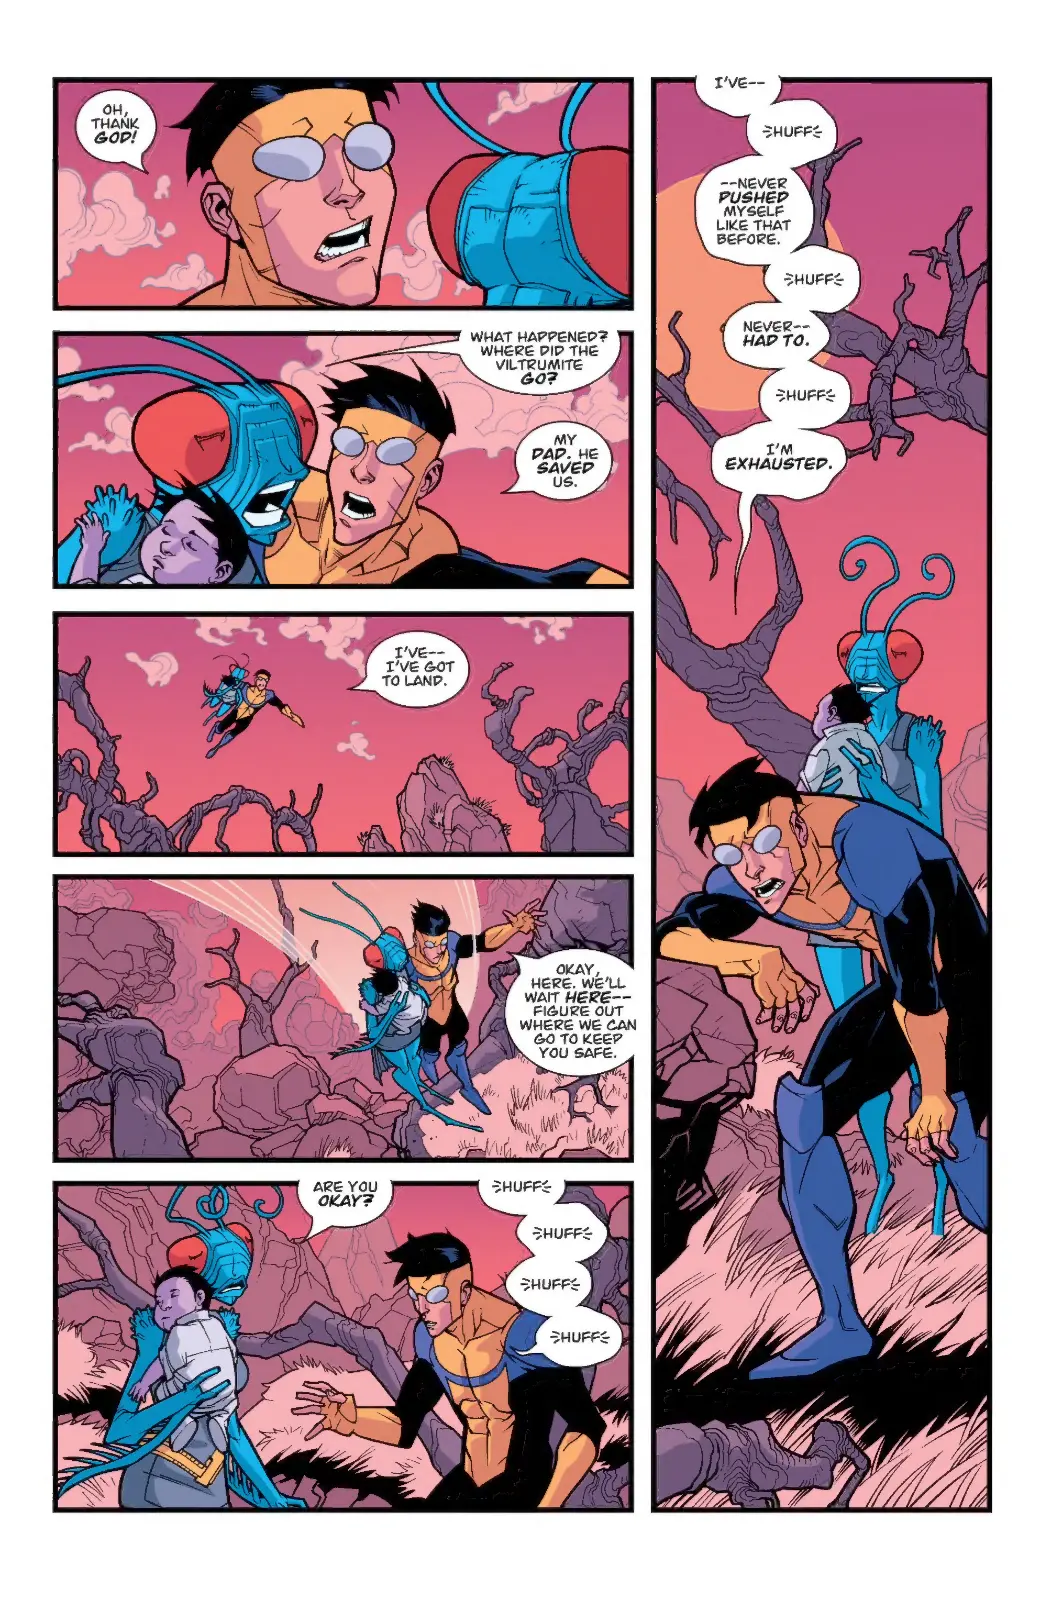 OH,
THANK
GOD!
WHAT HAPPENED?
WHERE DID THE
VILTRUMITE
GO?
MY
DAD. HE
SAVED
US.
I'VE--
I'VE GOT
TO LAND.
OKAY,
HERE. WE'LL
WAIT HERE--
FIGURE OUT
WHERE WE CAN
GO TO KEEP
YOU SAFE.
ARE YOU
OKAY?
HUFF
HUFF
HUFF
HUFF
I'VE--
HUFF
--NEVER
PUSHED
MYSELF
LIKE THAT
BEFORE.
HUFF
NEVER--
HAD TO.
HUFF
I'M
EXHAUSTED.